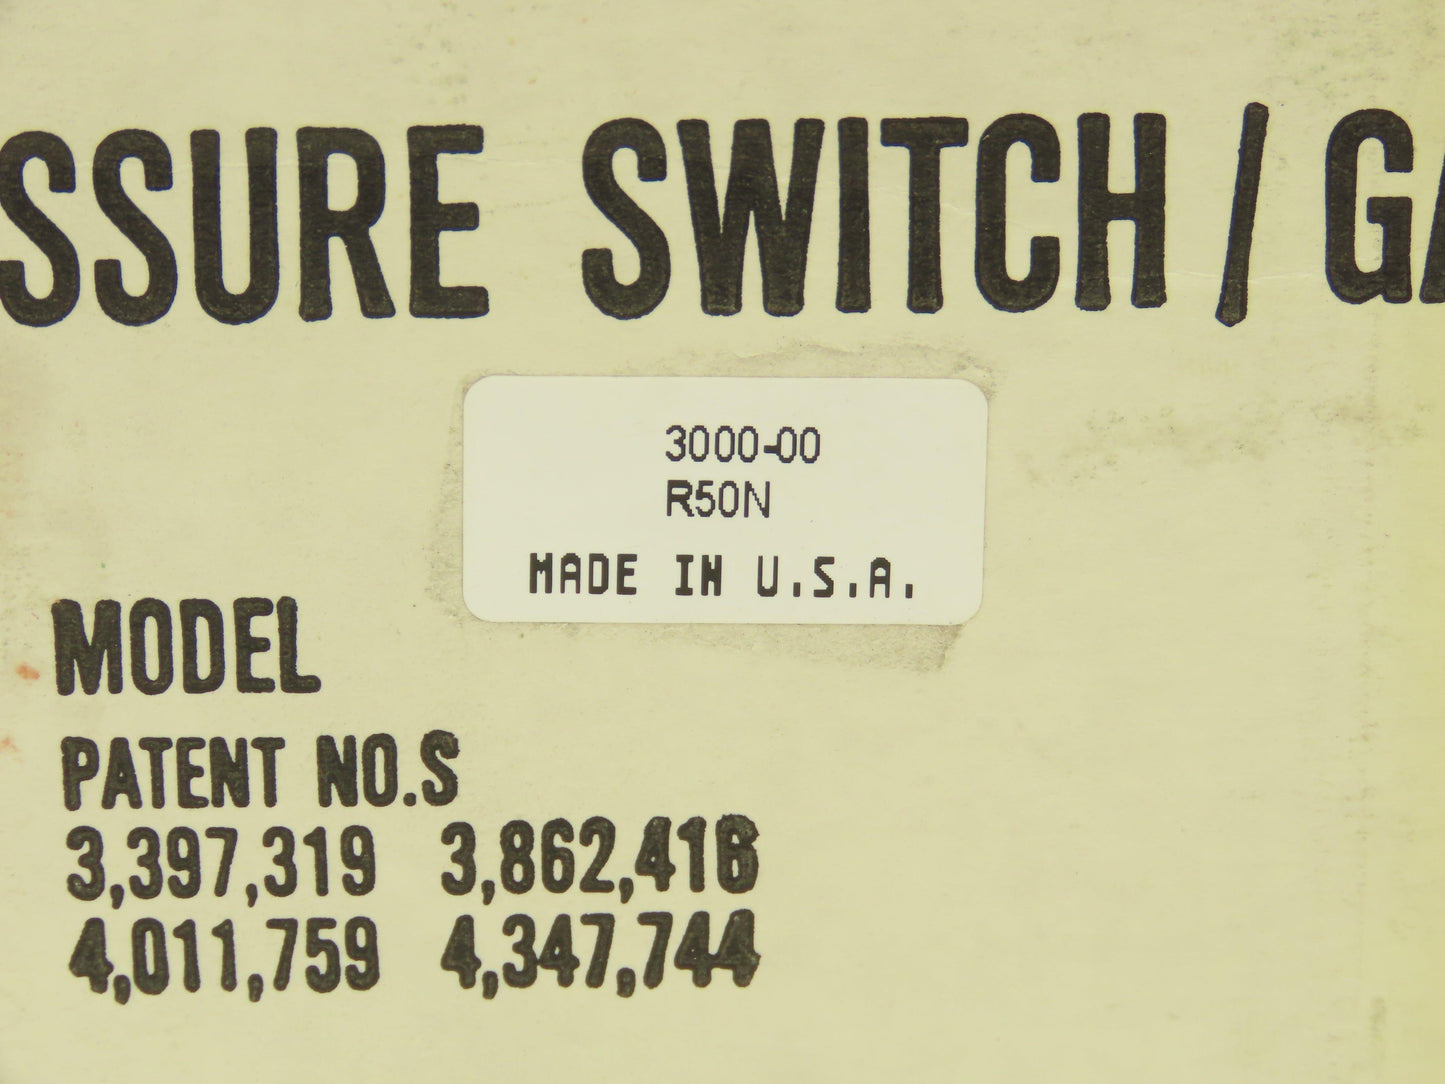 SSURE SWITCH / GA
3000-00
R50N
MADE IN U.S.A.
MODEL
PATENT NO.S
3,397,319 3,862,416
4,011,759 4,347,744